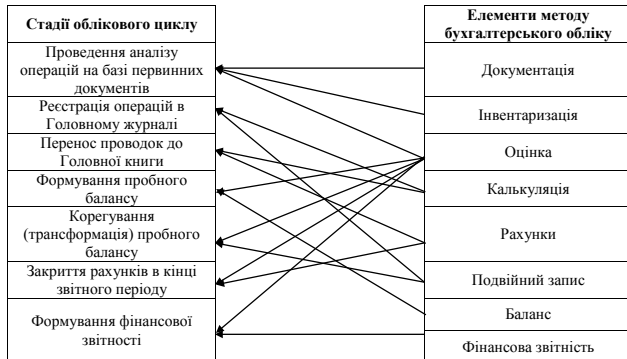 Стадії облікового циклу
Проведення аналізу
операцій на базі первинних
документів
Реєстрація операцій в
Головному журналі
Перенос проводок до
Головної книги
Формування пробного
балансу
Корегування
(трансформація) пробного
балансу
Закриття рахунків в кінці
звітного періоду
Формування фінансової
звітності
Елементи методу
бухгалтерського обліку
Документація
Інвентаризація
Оцінка
Калькуляція
Рахунки
Подвійний запис
Баланс
Фінансова звітність